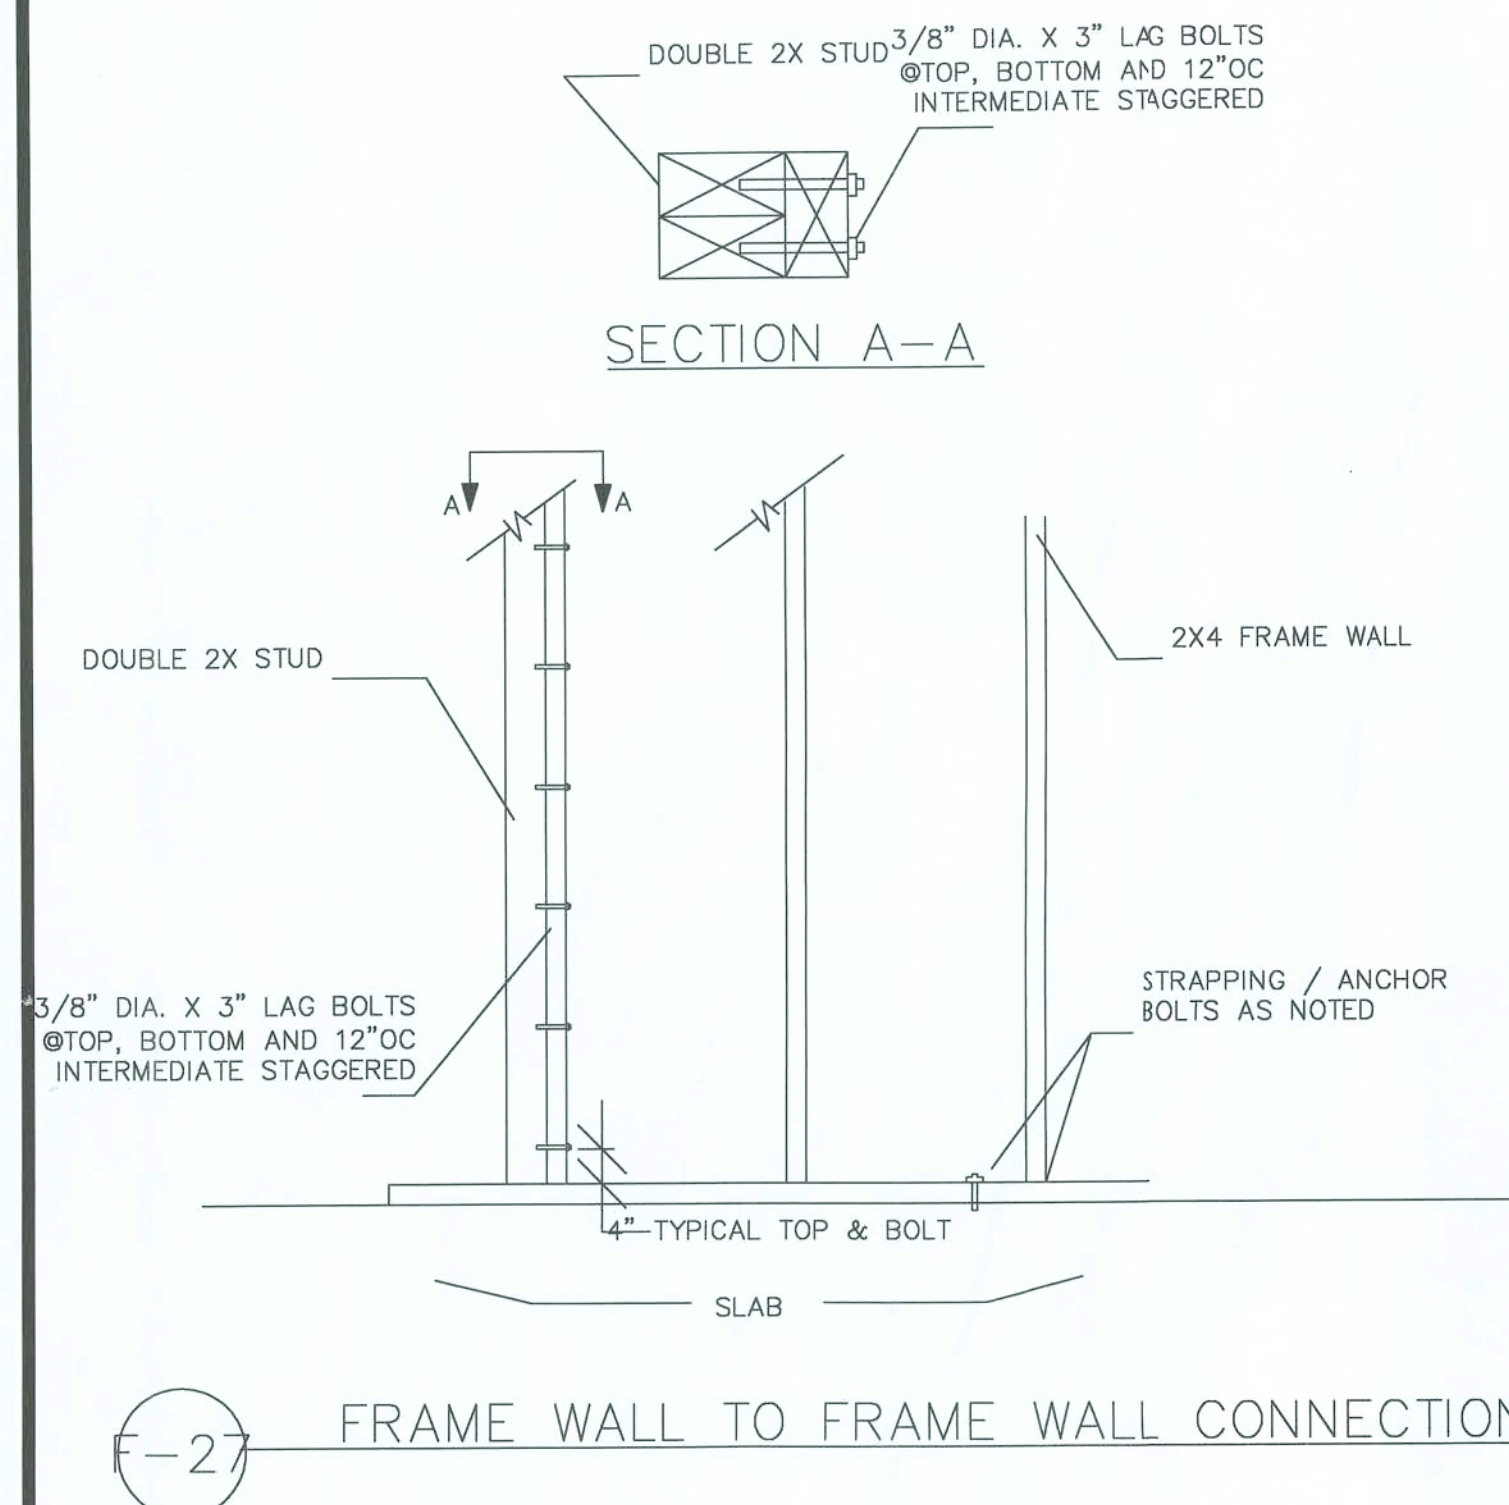 DOUBLE 2X STUD
3/8" DIA. X 3" LAG BOLTS
@TOP, BOTTOM AND 12"OC
INTERMEDIATE STAGGERED
SECTION A-A
A
A
DOUBLE 2X STUD
2X4 FRAME WALL
3/8" DIA. X 3" LAG BOLTS
@TOP, BOTTOM AND 12"OC
INTERMEDIATE STAGGERED
STRAPPING / ANCHOR
BOLTS AS NOTED
4" TYPICAL TOP & BOLT
SLAB
F-27
FRAME WALL TO FRAME WALL CONNECTION